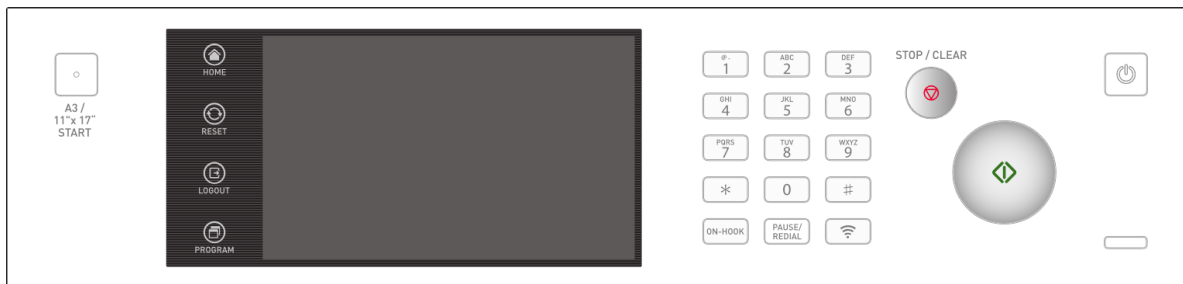 A3 /
11"x 17"
START
HOME
RESET
LOGOUT
PROGRAM
1
ABC
2
DEF
3
GHI
4
JKL
5
MNO
6
PQRS
7
TUV
8
WXYZ
9
*
0
#
ON-HOOK
PAUSE/
REDIAL
STOP / CLEAR